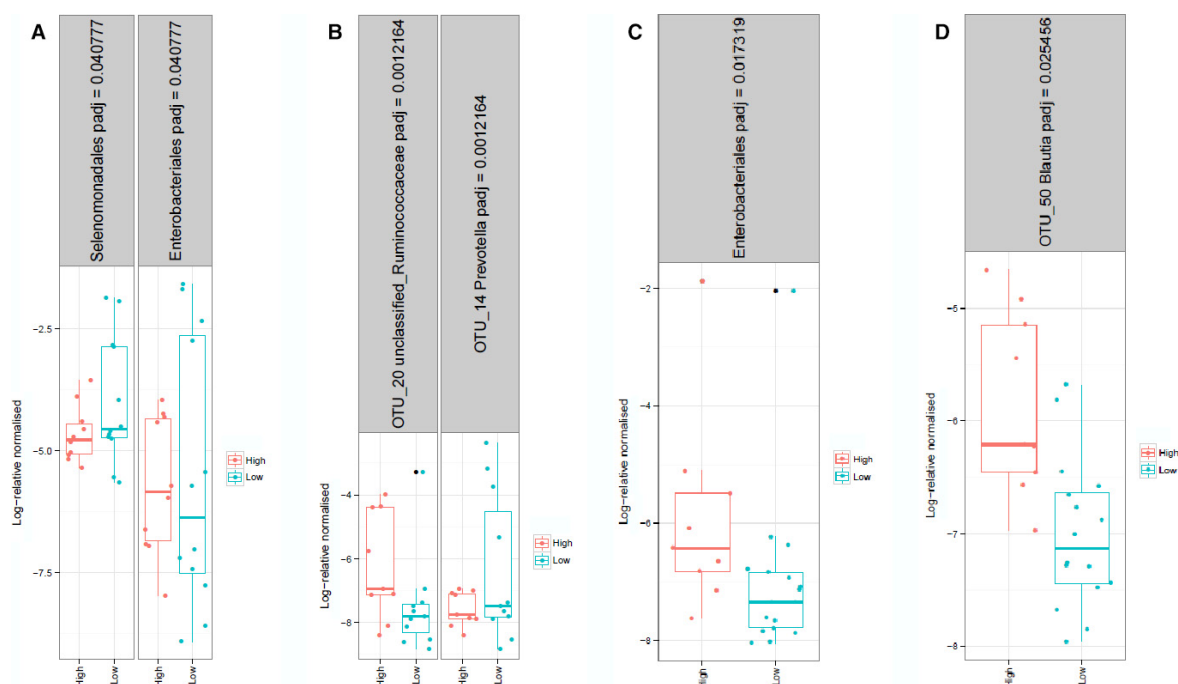 A
Selenomonadales padj = 0.040777
Enterobacteriales padj = 0.040777
Log−relative normalised
−2.5
−5.0
−7.5
High
Low
High
Low
High
Low
B
OTU_20 unclassified_Ruminococcaceae padj = 0.0012164
OTU_14 Prevotella padj = 0.0012164
Log−relative normalised
−4
−6
−8
High
Low
High
Low
High
Low
C
Enterobacteriales padj = 0.017319
Log−relative normalised
−2
−4
−6
−8
High
Low
High
Low
D
OTU_50 Blautia padj = 0.025456
Log−relative normalised
−5
−6
−7
−8
High
Low
High
Low